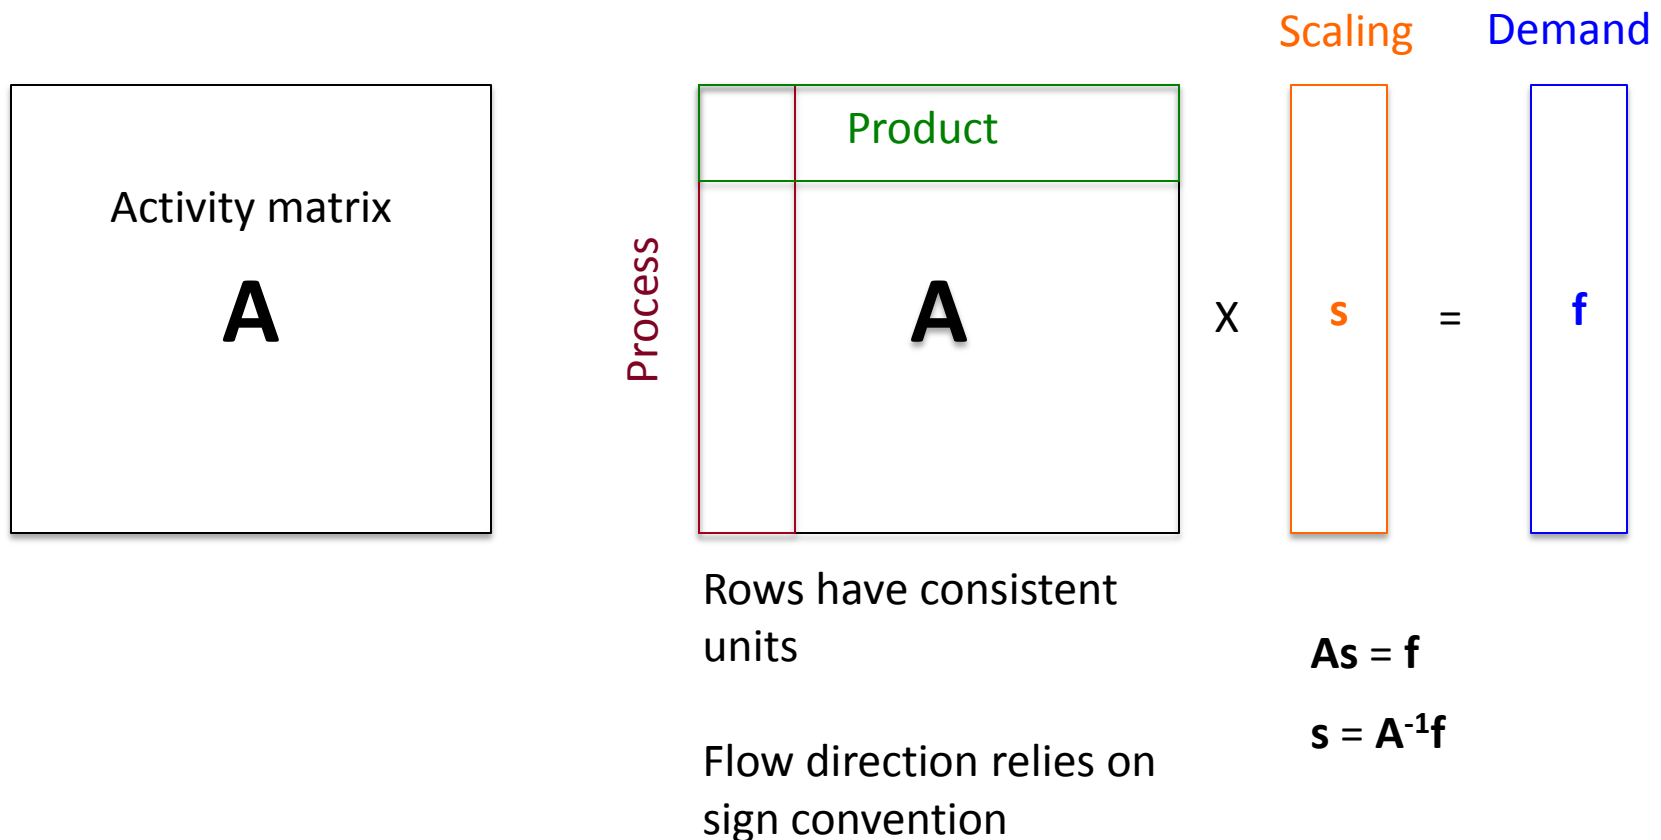 Activity matrix
A
Process
Product
A
X
Scaling
s
=
Demand
f
Rows have consistent
units
Flow direction relies on
sign convention
As = f
s = A⁻¹f